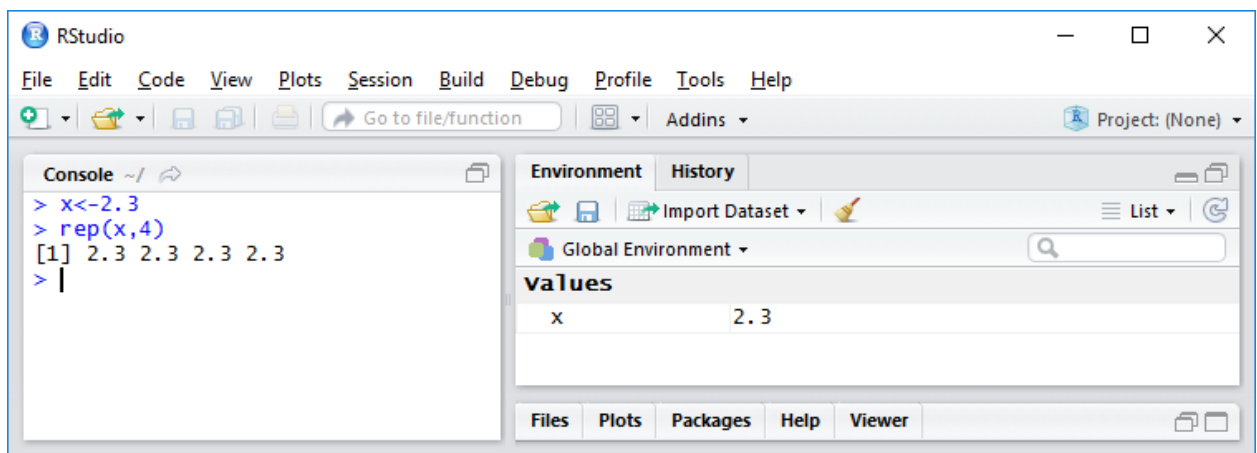 RStudio
File Edit Code View Plots Session Build Debug Profile Tools Help
Go to file/function Addins Project: (None)
Console ~/
> x<-2.3
> rep(x,4)
[1] 2.3 2.3 2.3 2.3
>
Environment History
Import Dataset List
Global Environment
Values
x 2.3
Files Plots Packages Help Viewer